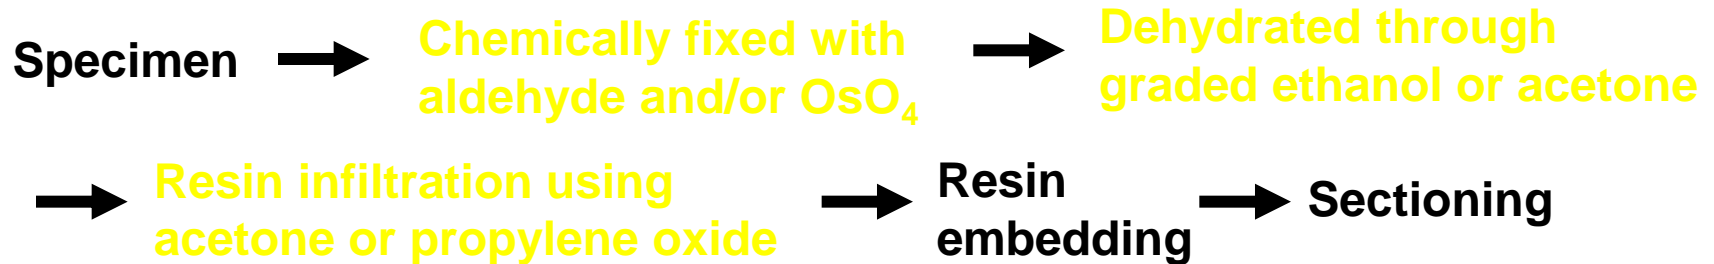 Specimen
Chemically fixed with
aldehyde and/or OsO₄
Dehydrated through
graded ethanol or acetone
Resin infiltration using
acetone or propylene oxide
Resin
embedding
Sectioning